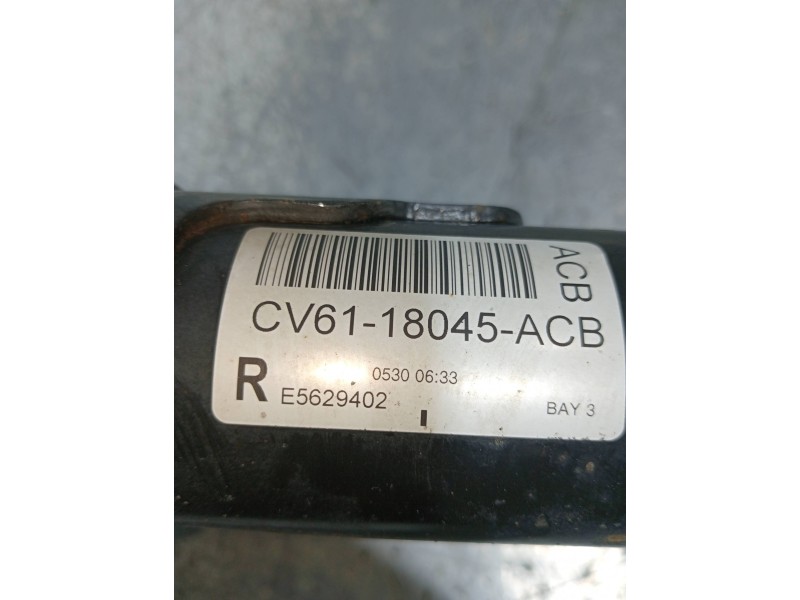 ACB
CV61-18045-ACB
R
0530 06:33
E5629402
BAY 3